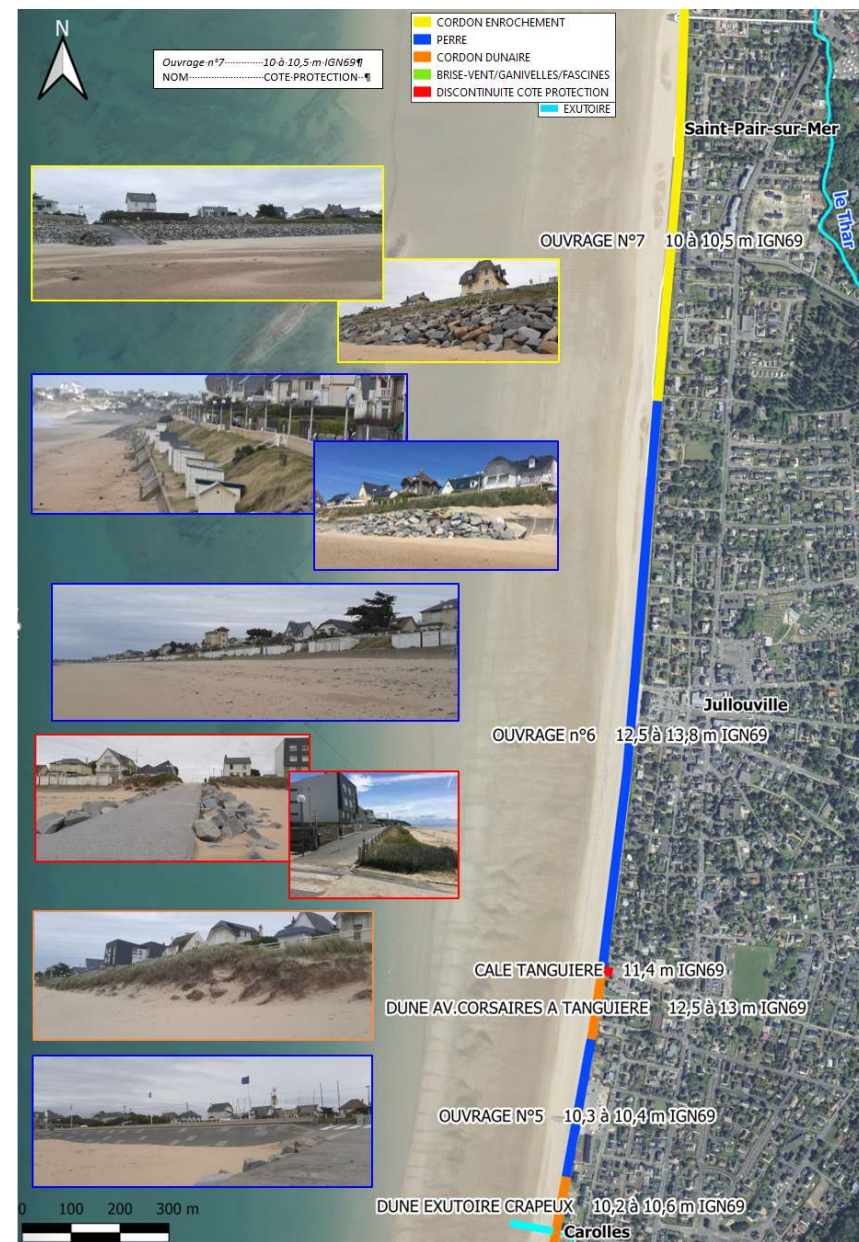 N
Ouvrage·n°7·············10·à·10,5·m·IGN69¶
NOM·························COTE·PROTECTION··¶
CORDON ENROCHEMENT
PERRE
CORDON DUNAIRE
BRISE-VENT/GANIVELLES/FASCINES
DISCONTINUITE COTE PROTECTION
EXUTOIRE
Saint-Pair-sur-Mer
le Thar
OUVRAGE N°7 10 à 10,5 m IGN69
Jullouville
OUVRAGE n°6 12,5 à 13,8 m IGN69
CALE TANGUIERE 11,4 m IGN69
DUNE AV.CORSAIRES A TANGUIERE 12,5 à 13 m IGN69
OUVRAGE N°5 10,3 à 10,4 m IGN69
DUNE EXUTOIRE CRAPEUX 10,2 à 10,6 m IGN69
Carolles
0 100 200 300 m